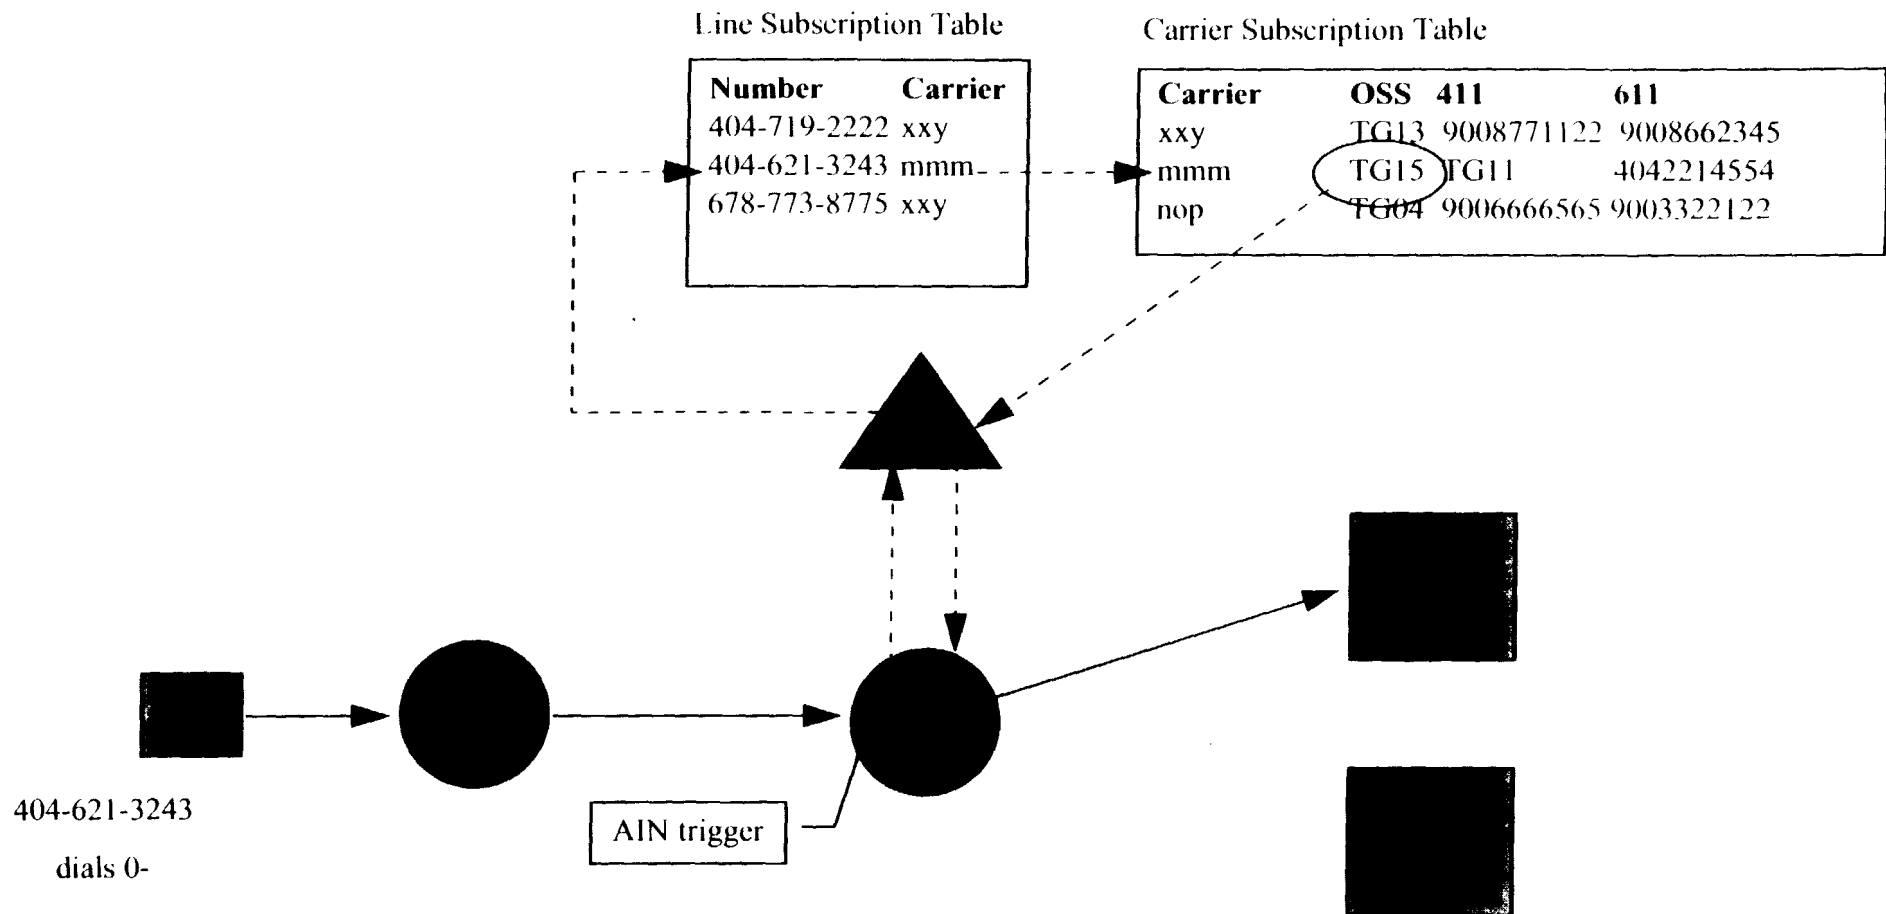 Line Subscription Table
Carrier Subscription Table
Number Carrier
404-719-2222 xxy
404-621-3243 mmm
678-773-8775 xxy
Carrier OSS 411 611
xxy TG13 9008771122 9008662345
mmm TG15 TG11 4042214554
nop TG04 9006666565 9003322122
404-621-3243
dials 0-
AIN trigger